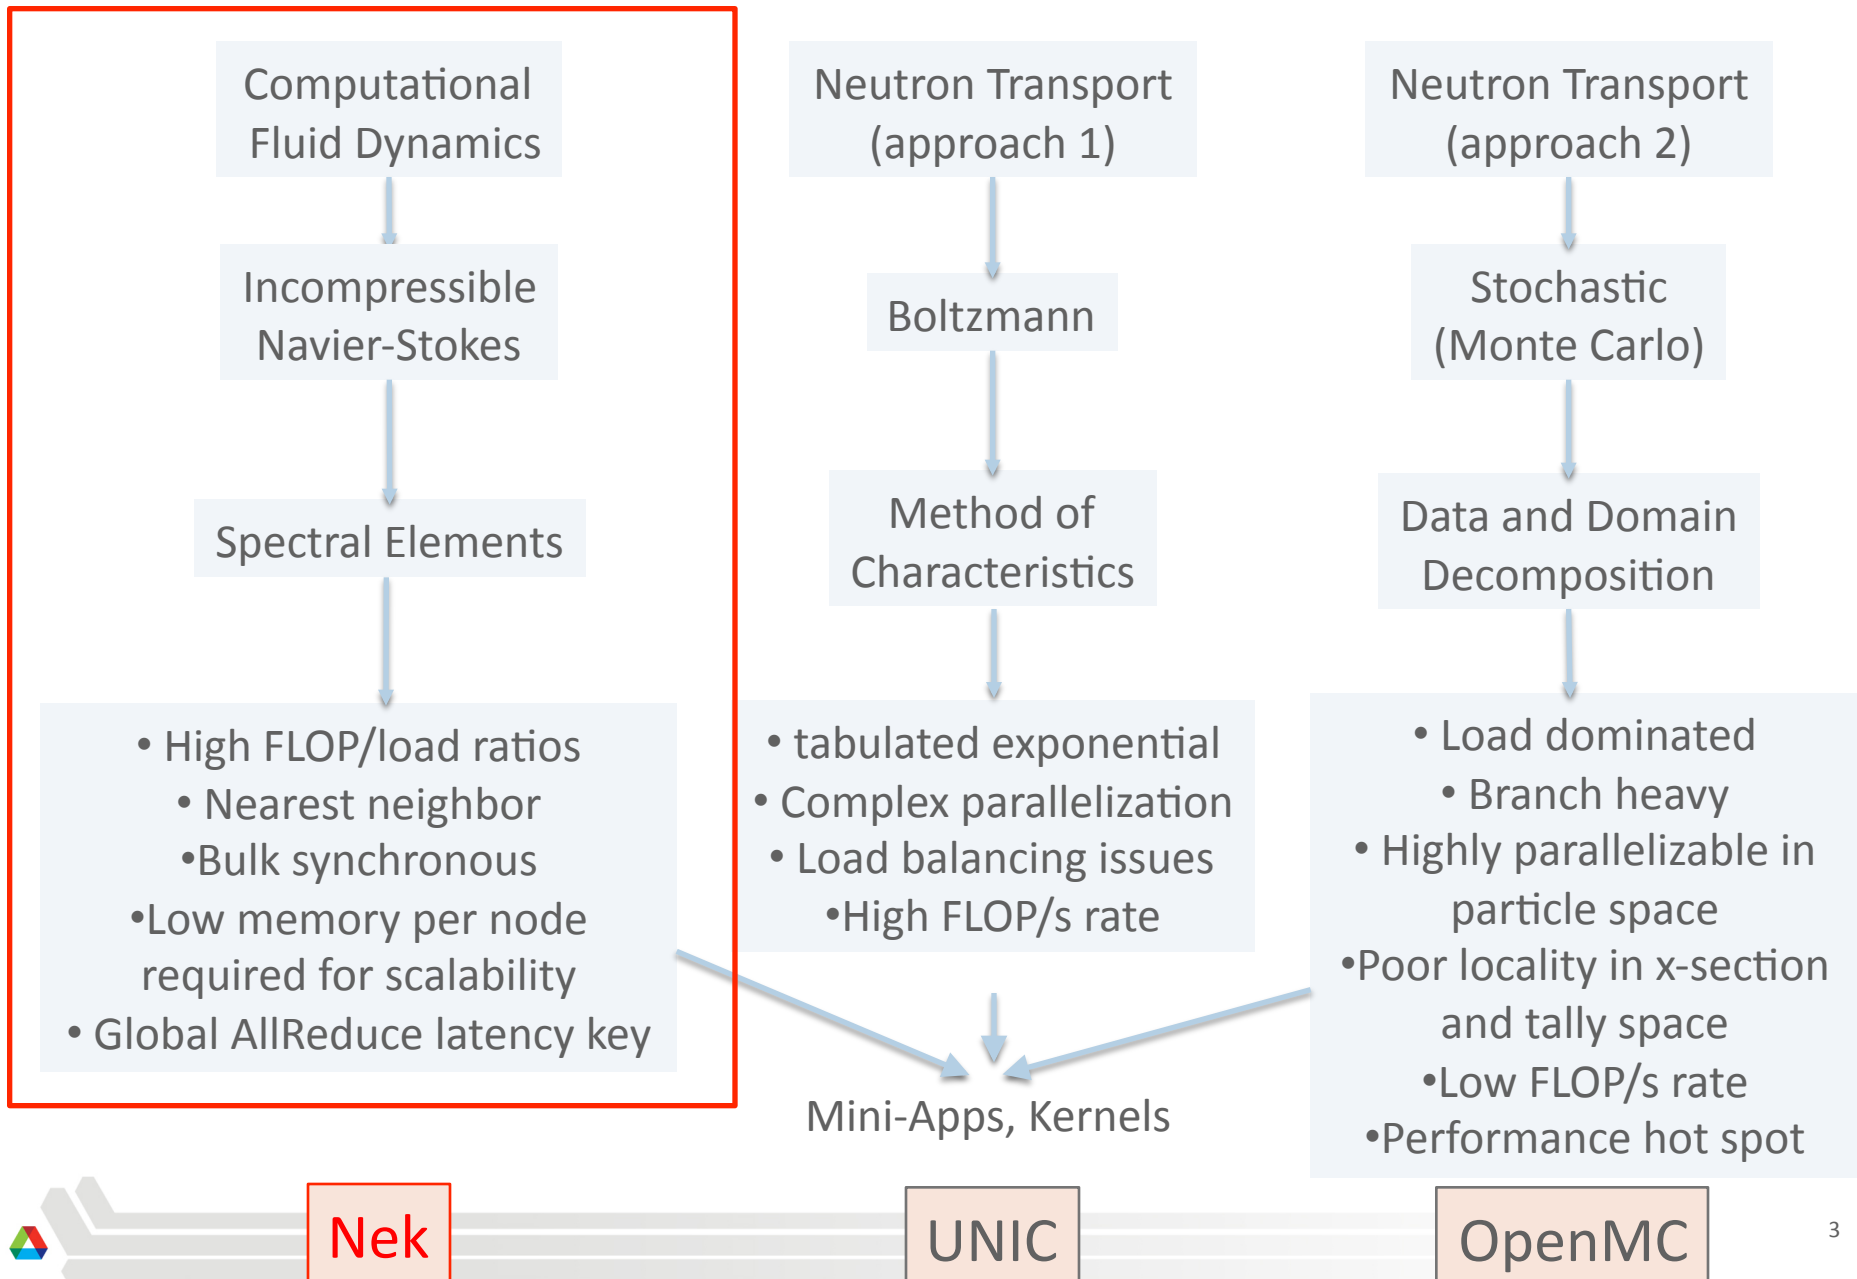 Computational
Fluid Dynamics
Incompressible
Navier-Stokes
Spectral Elements
• High FLOP/load ratios
• Nearest neighbor
•Bulk synchronous
•Low memory per node
required for scalability
• Global AllReduce latency key
Neutron Transport
(approach 1)
Boltzmann
Method of
Characteristics
• tabulated exponential
• Complex parallelization
• Load balancing issues
•High FLOP/s rate
Neutron Transport
(approach 2)
Stochastic
(Monte Carlo)
Data and Domain
Decomposition
• Load dominated
• Branch heavy
• Highly parallelizable in
particle space
•Poor locality in x-section
and tally space
•Low FLOP/s rate
•Performance hot spot
Mini-Apps, Kernels
Nek
UNIC
OpenMC
3